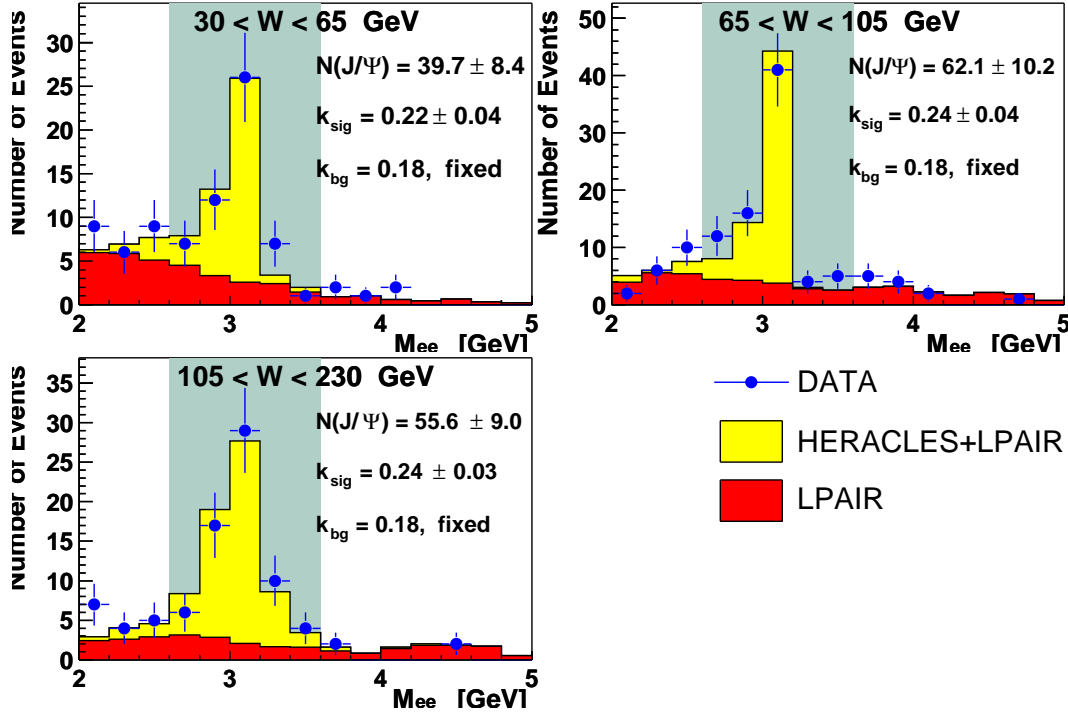 30 < W < 65 GeV
N(J/Ψ) = 39.7 ± 8.4
k_sig = 0.22 ± 0.04
k_bg = 0.18, fixed
Number of Events
30
25
20
15
10
5
0
2
3
4
5
Mee [GeV]
65 < W < 105 GeV
N(J/Ψ) = 62.1 ± 10.2
k_sig = 0.24 ± 0.04
k_bg = 0.18, fixed
Number of Events
50
40
30
20
10
0
2
3
4
5
Mee [GeV]
105 < W < 230 GeV
N(J/Ψ) = 55.6 ± 9.0
k_sig = 0.24 ± 0.03
k_bg = 0.18, fixed
Number of Events
35
30
25
20
15
10
5
0
2
3
4
5
Mee [GeV]
DATA
HERACLES+LPAIR
LPAIR